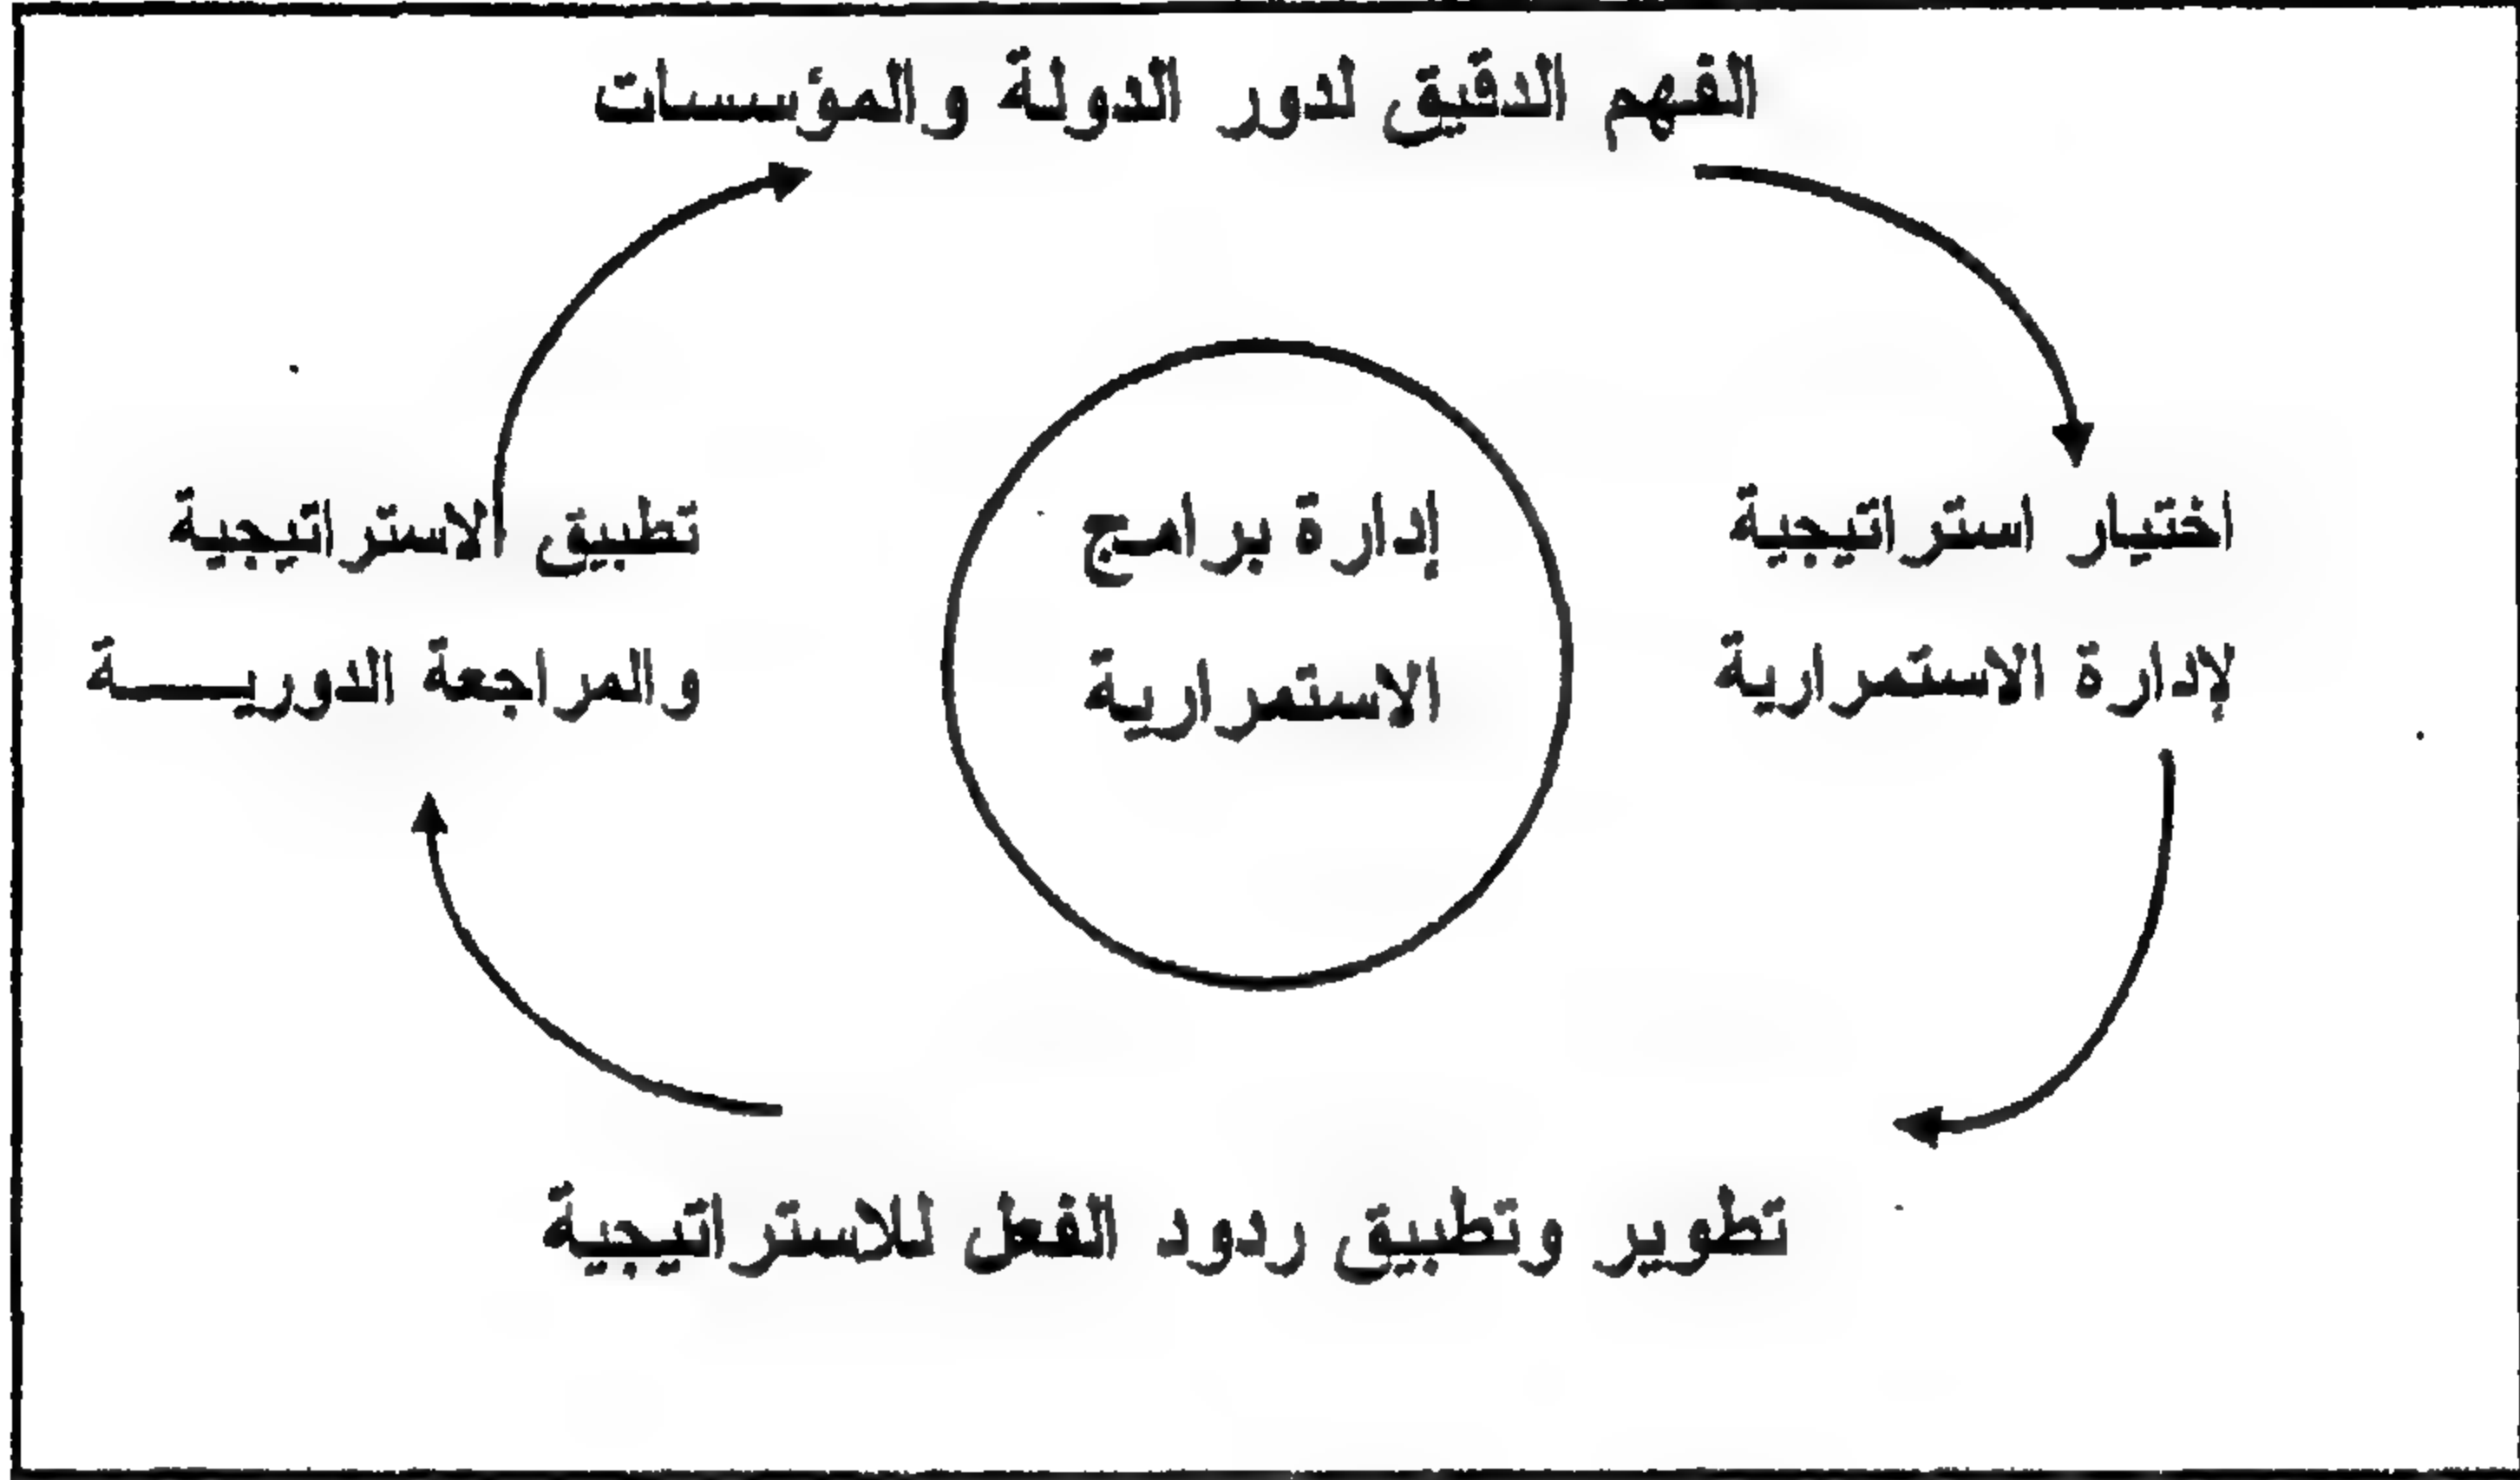 الفهم الدقيق لدور الدولة والمؤسسات
اختيار استراتيجية
لإدارة الاستمرارية
إدارة برامج
الاستمرارية
تطبيق الاستراتيجية
والمراجعة الدوريـــــة
تطوير وتطبيق ردود الفعل للاستراتيجية